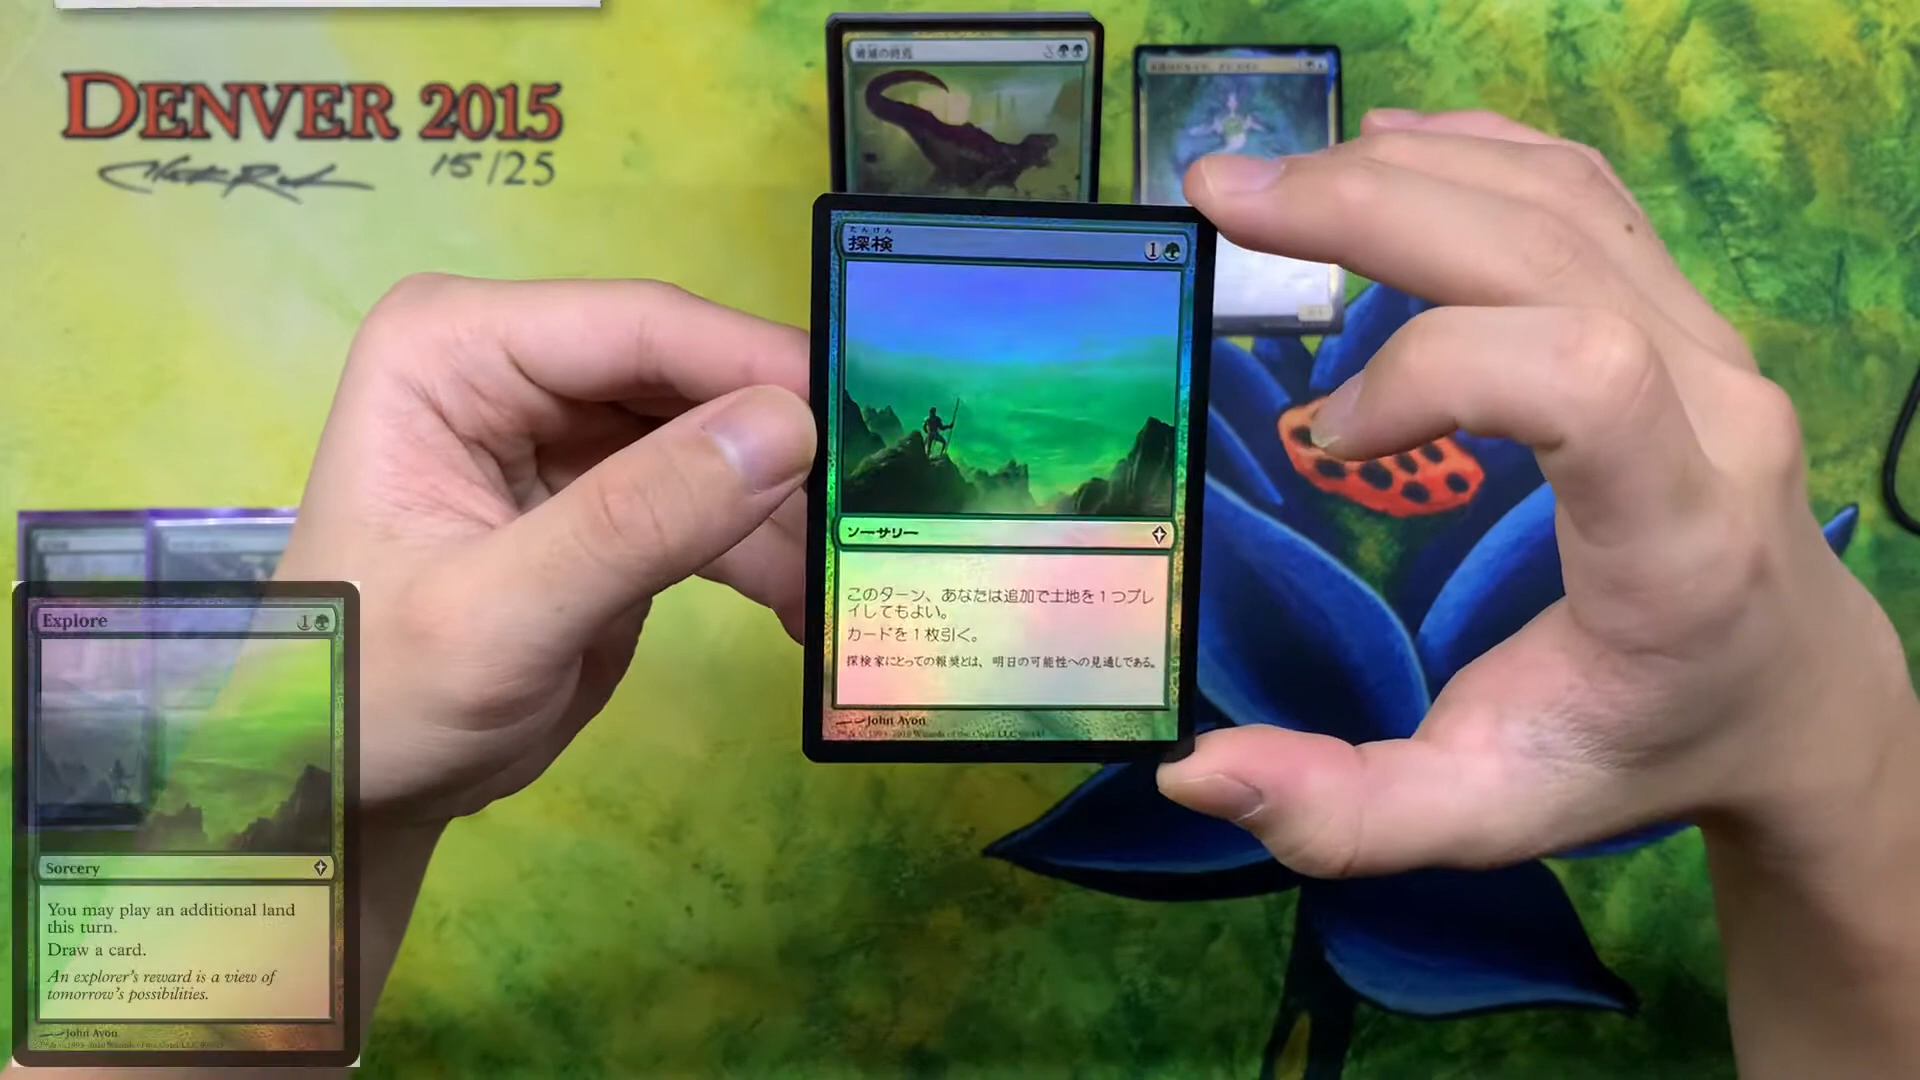 DENVER 2015
15/25
探検
たんけん
1
ソーサリー
このターン、あなたは追加で土地を1つプレ
イしてもよい。
カードを1枚引く。
探検家にとっての報奨とは、明日の可能性への見通しである。
John Avon
Explore
1
Sorcery
You may play an additional land
this turn.
Draw a card.
An explorer's reward is a view of
tomorrow's possibilities.
John Avon